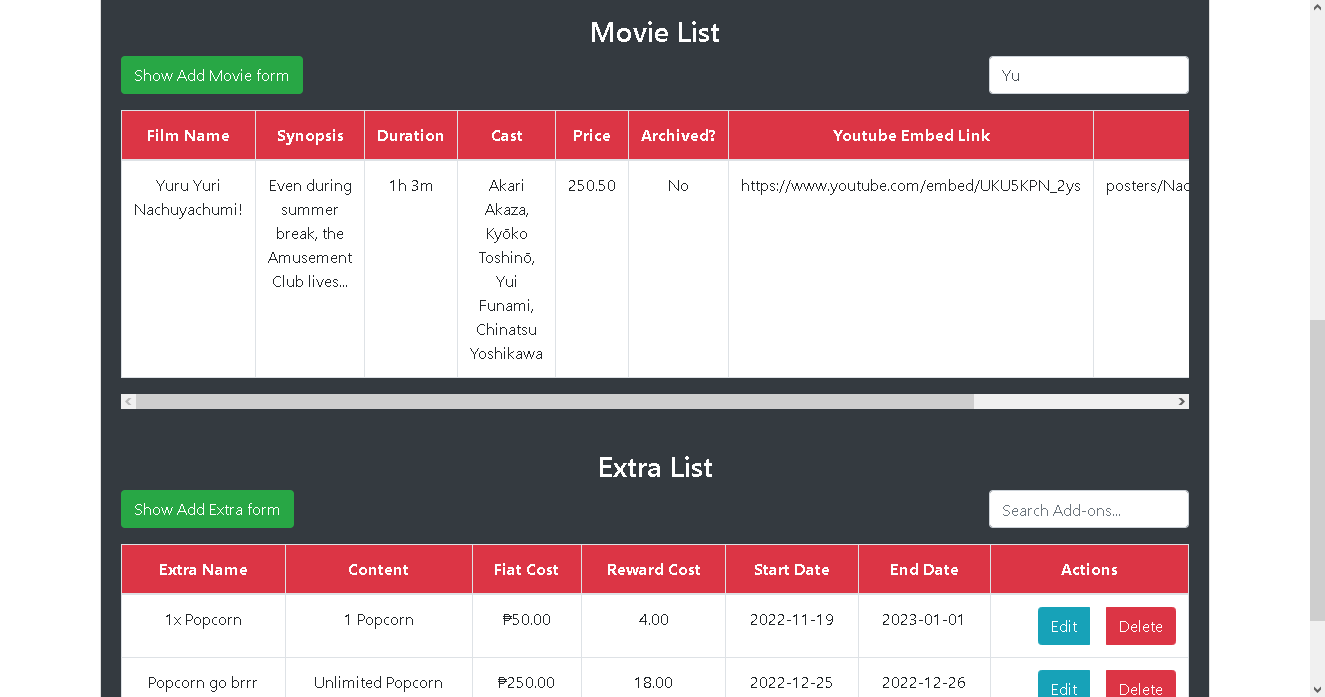 Movie List
Show Add Movie form
Yu
Film Name Synopsis Duration Cast Price Archived? Youtube Embed Link
Yuru Yuri Even during 1h 3m Akari 250.50 No https://www.youtube.com/embed/UKU5KPN_2ys
Nachuyachumi! summer Akaza,
break, the Kyōko
Amusement Toshinō,
Club lives... Yui
Funami,
Chinatsu
Yoshikawa
Extra List
Show Add Extra form
Search Add-ons...
Extra Name Content Fiat Cost Reward Cost Start Date End Date Actions
1x Popcorn 1 Popcorn ₱50.00 4.00 2022-11-19 2023-01-01 Edit Delete
Popcorn go brrr Unlimited Popcorn ₱250.00 18.00 2022-12-25 2022-12-26 Edit Delete